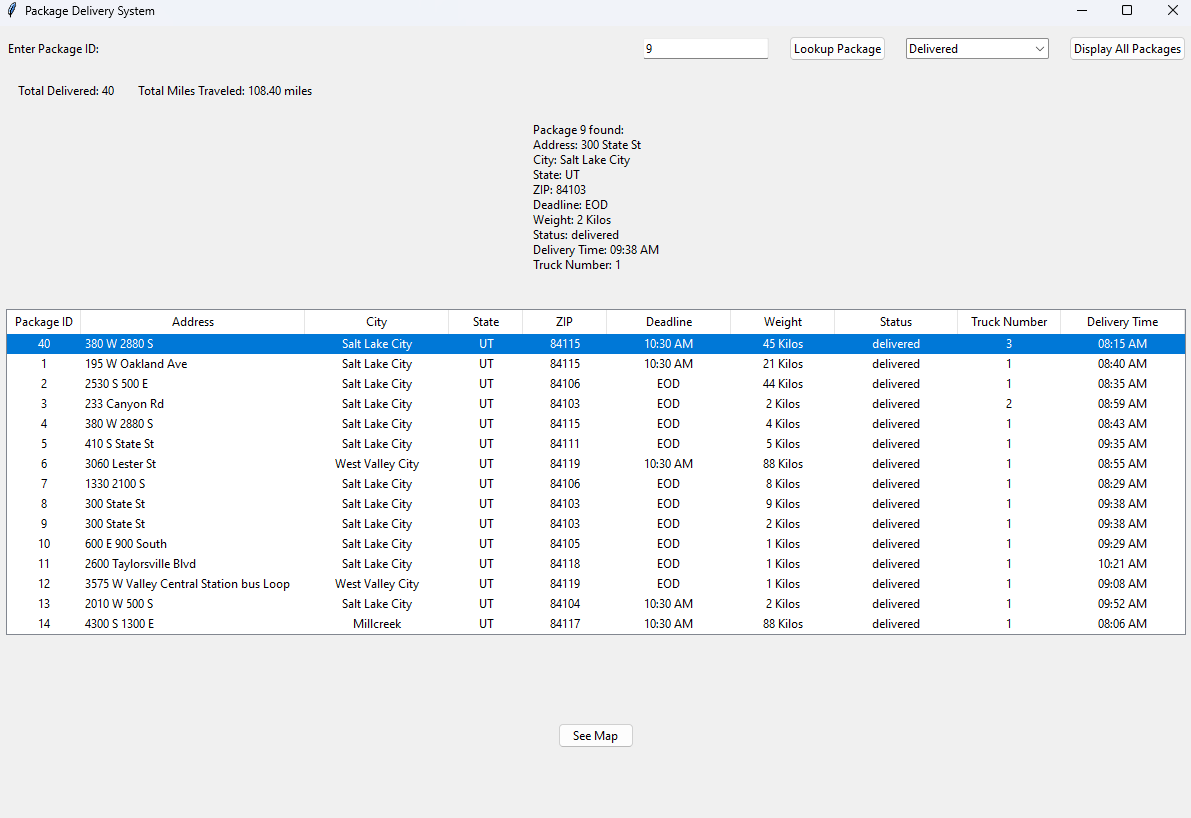 Package Delivery System
Enter Package ID: 9 Lookup Package Delivered Display All Packages
Total Delivered: 40 Total Miles Traveled: 108.40 miles
Package 9 found:
Address: 300 State St
City: Salt Lake City
State: UT
ZIP: 84103
Deadline: EOD
Weight: 2 Kilos
Status: delivered
Delivery Time: 09:38 AM
Truck Number: 1
Package ID Address City State ZIP Deadline Weight Status Truck Number Delivery Time
40 380 W 2880 S Salt Lake City UT 84115 10:30 AM 45 Kilos delivered 3 08:15 AM
1 195 W Oakland Ave Salt Lake City UT 84115 10:30 AM 21 Kilos delivered 1 08:40 AM
2 2530 S 500 E Salt Lake City UT 84106 EOD 44 Kilos delivered 1 08:35 AM
3 233 Canyon Rd Salt Lake City UT 84103 EOD 2 Kilos delivered 2 08:59 AM
4 380 W 2880 S Salt Lake City UT 84115 EOD 4 Kilos delivered 1 08:43 AM
5 410 S State St Salt Lake City UT 84111 EOD 5 Kilos delivered 1 09:35 AM
6 3060 Lester St West Valley City UT 84119 10:30 AM 88 Kilos delivered 1 08:55 AM
7 1330 2100 S Salt Lake City UT 84106 EOD 8 Kilos delivered 1 08:29 AM
8 300 State St Salt Lake City UT 84103 EOD 9 Kilos delivered 1 09:38 AM
9 300 State St Salt Lake City UT 84103 EOD 2 Kilos delivered 1 09:38 AM
10 600 E 900 South Salt Lake City UT 84105 EOD 1 Kilos delivered 1 09:29 AM
11 2600 Taylorsville Blvd Salt Lake City UT 84118 EOD 1 Kilos delivered 1 10:21 AM
12 3575 W Valley Central Station bus Loop West Valley City UT 84119 EOD 1 Kilos delivered 1 09:08 AM
13 2010 W 500 S Salt Lake City UT 84104 10:30 AM 2 Kilos delivered 1 09:52 AM
14 4300 S 1300 E Millcreek UT 84117 10:30 AM 88 Kilos delivered 1 08:06 AM
See Map